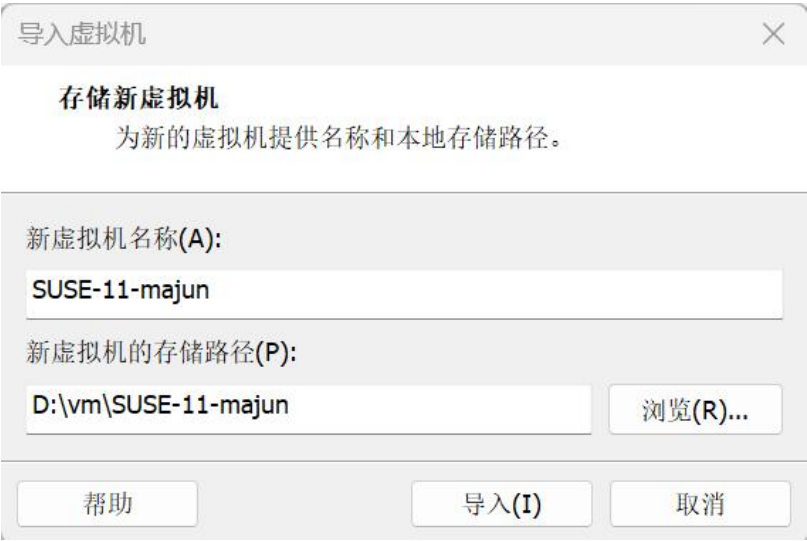 导入虚拟机
存储新虚拟机
为新的虚拟机提供名称和本地存储路径。
新虚拟机名称(A):
SUSE-11-majun
新虚拟机的存储路径(P):
D:\vm\SUSE-11-majun
浏览(R)...
帮助
导入(I)
取消